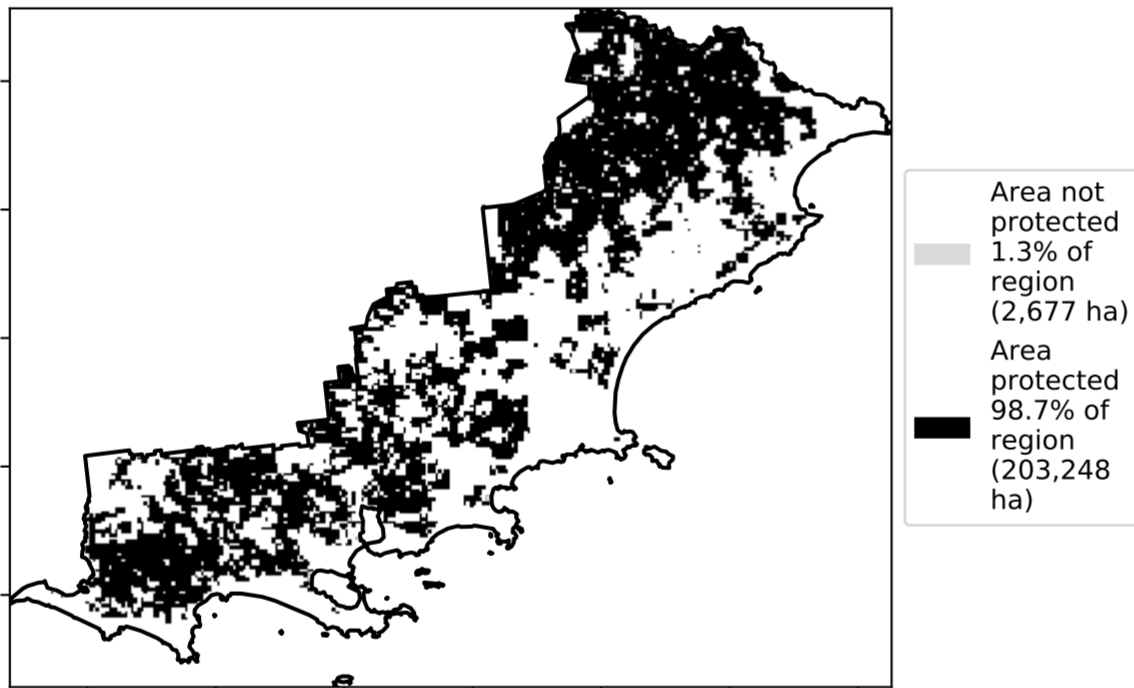 Area not
protected
1.3% of
region
(2,677 ha)
Area
protected
98.7% of
region
(203,248
ha)